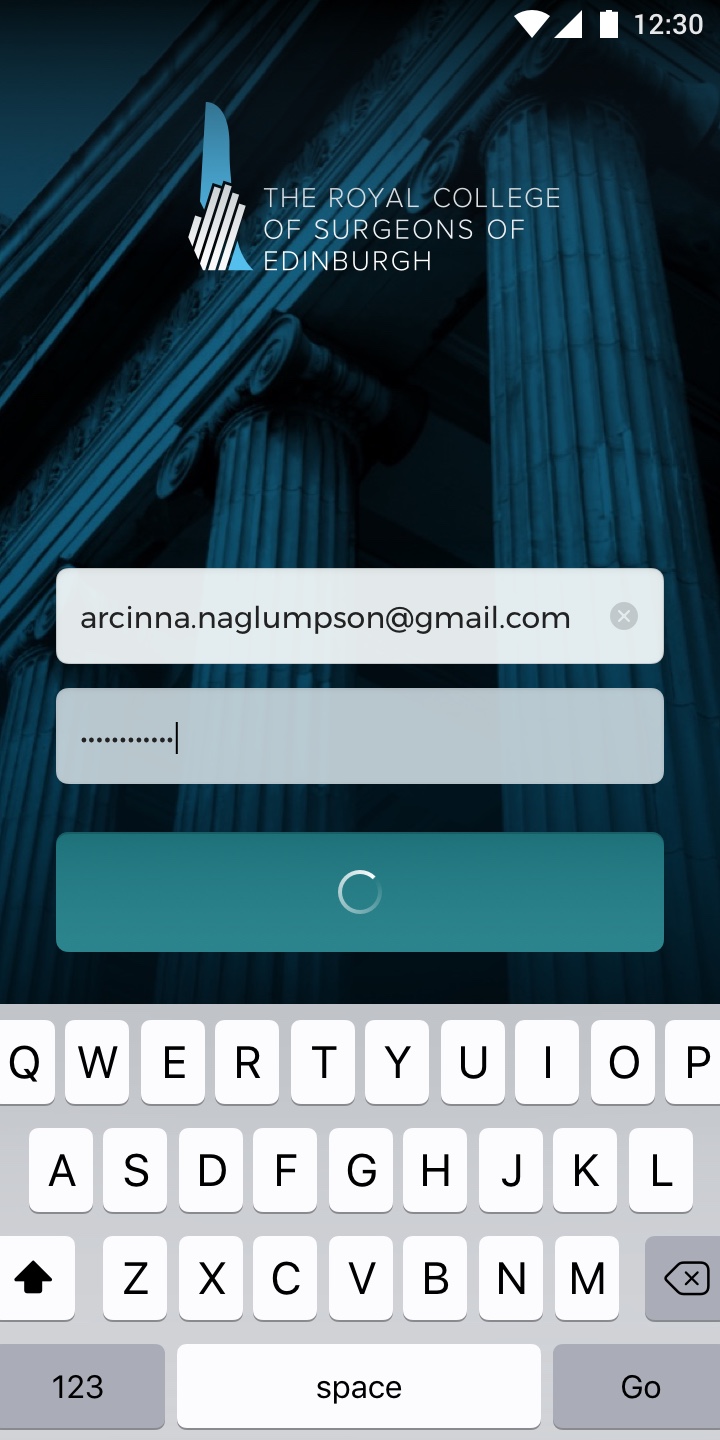 12:30
THE ROYAL COLLEGE
OF SURGEONS OF
EDINBURGH
arcinna.naglumpson@gmail.com
••••••••••••
Q W E R T Y U I O P
A S D F G H J K L
Z X C V B N M
123 space Go